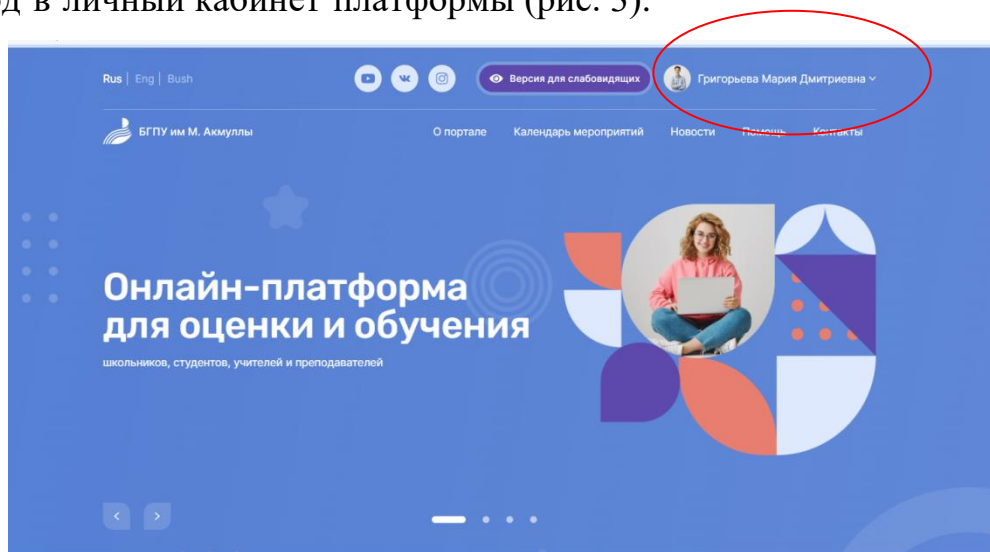 в личный кабинет платформы (рис. 3).
Rus | Eng | Bush
Версия для слабовидящих
Григорьева Мария Дмитриевна
БГПУ им М. Акмуллы
О портале Календарь мероприятий Новости Помощь Контакты
Онлайн-платформа
для оценки и обучения
школьников, студентов, учителей и преподавателей